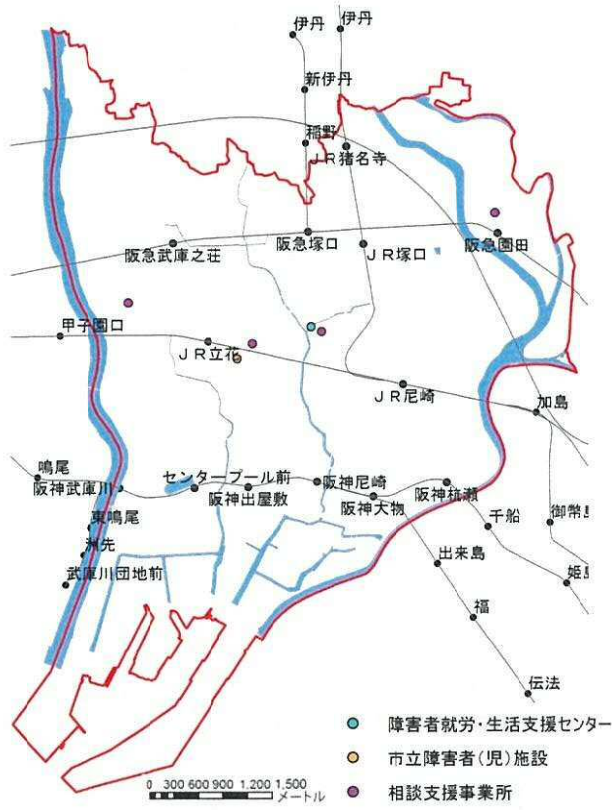 伊丹
伊丹
新伊丹
稲野
JR猪名寺
阪急塚口
阪急園田
阪急武庫之荘
JR塚口
甲子園口
JR立花
JR尼崎
加島
鳴尾
センタープール前
阪神尼崎
阪神杭瀬
阪神武庫川
阪神出屋敷
阪神大物
東鳴尾
千船
御幣島
洲先
出来島
武庫川団地前
姫島
福
伝法
障害者就労・生活支援センター
市立障害者(児)施設
0 300 600 900 1,200 1,500
メートル
相談支援事業所